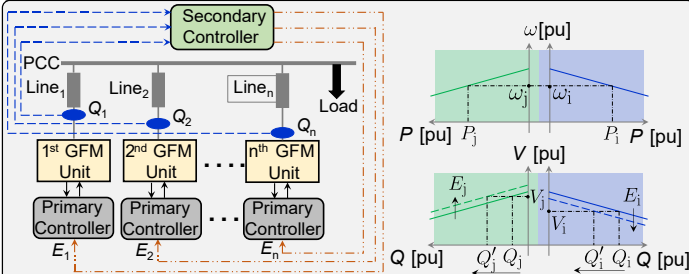 Secondary
Controller
PCC
Line1
Line2
Linen
Load
Q1
Q2
Qn
1st GFM
Unit
2nd GFM
Unit
nth GFM
Unit
Primary
Controller
Primary
Controller
Primary
Controller
E1
E2
En
ω[pu]
ωj
ωi
P [pu]
Pj
Pi
P [pu]
V [pu]
Ej
Vj
Ei
Vi
Q [pu]
Q'j
Qj
Q'i
Qi
Q [pu]